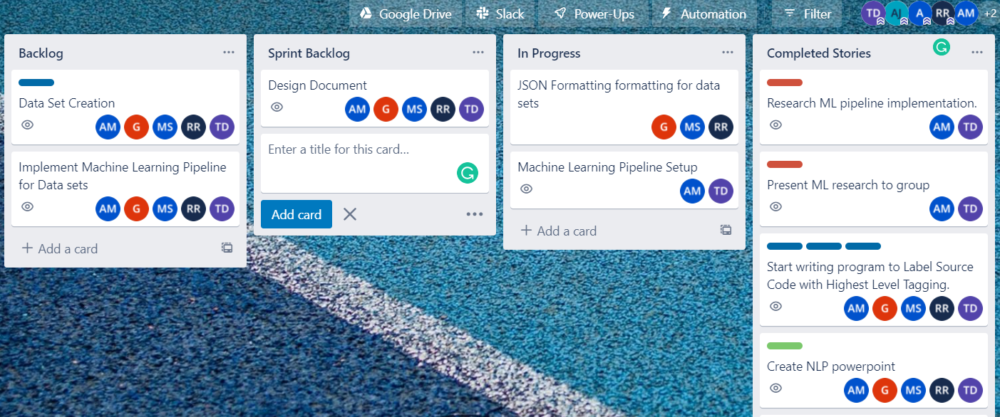 Google Drive Slack Power-Ups Automation Filter TD AJ A RR AM +2
Backlog
Data Set Creation
AM G MS RR TD
Implement Machine Learning Pipeline
for Data sets
AM G MS RR TD
+ Add a card
Sprint Backlog
Design Document
AM G MS RR TD
Enter a title for this card...
G
Add card
In Progress
JSON Formatting formatting for data
sets
G MS RR
Machine Learning Pipeline Setup
AM TD
+ Add a card
Completed Stories
G
Research ML pipeline implementation.
AM TD
Present ML research to group
AM TD
Start writing program to Label Source
Code with Highest Level Tagging.
AM G MS RR TD
Create NLP powerpoint
AM G MS RR TD